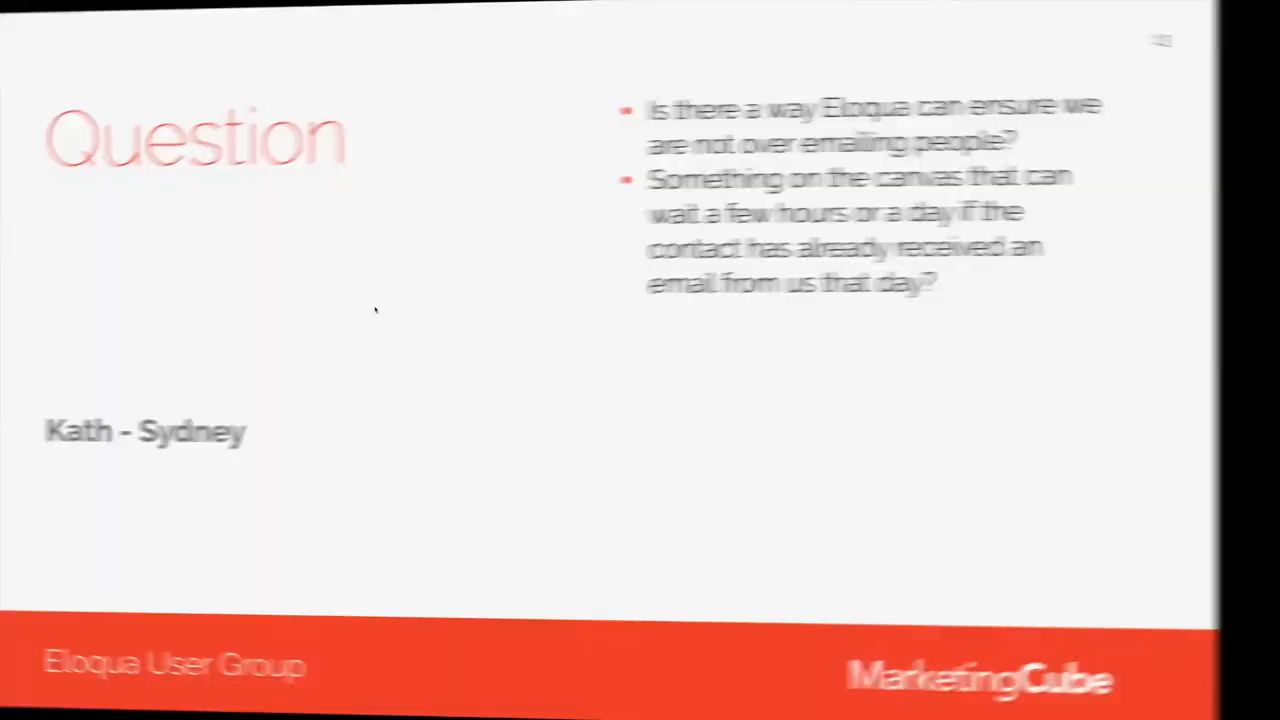 Question
Is there a way Eloqua can ensure we
are not over emailing people?
Something on the canvas that can
wait a few hours or a day if the
contact has already received an
email from us that day?
Kath - Sydney
Eloqua User Group
MarketingCube